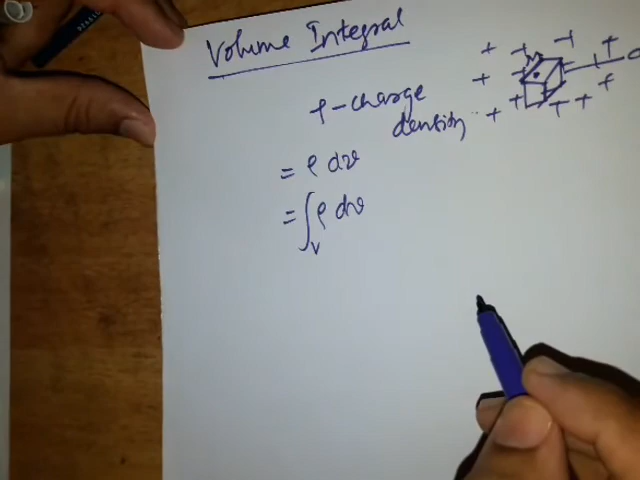 Volume Integral
ρ-charge
density
= ρ dv
= ∫ᵥ ρ dv